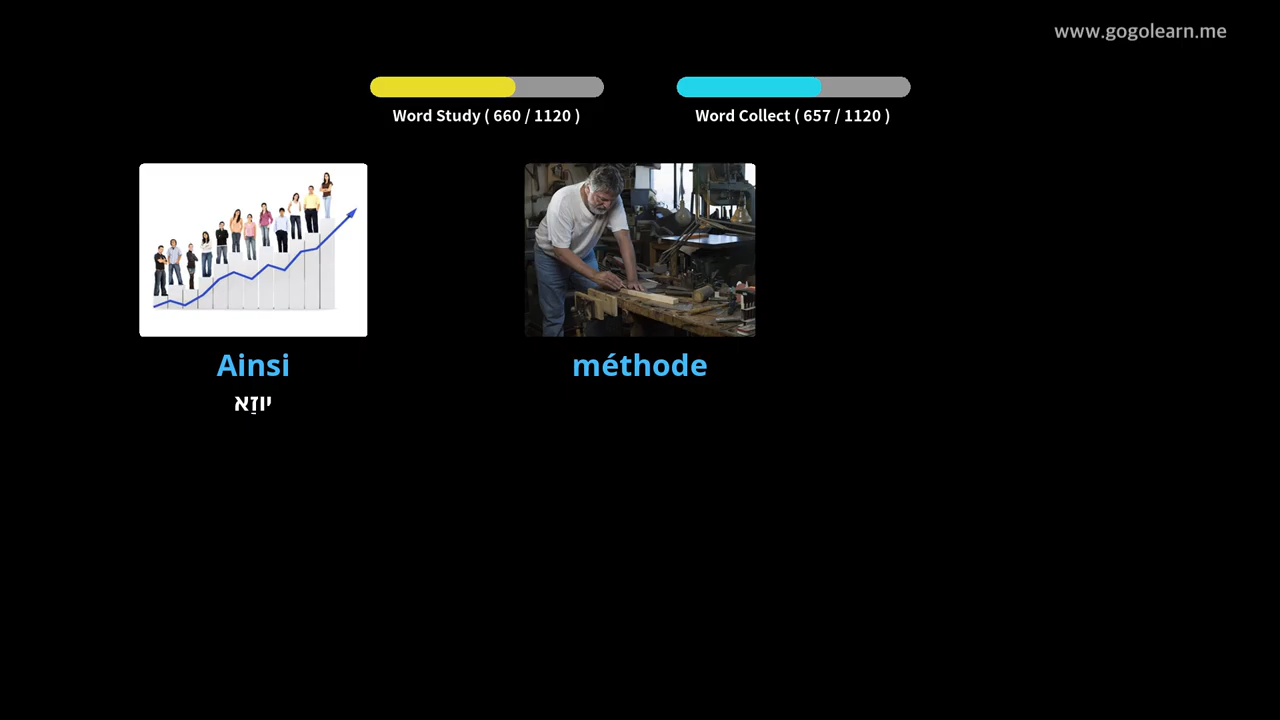 www.gogolearn.me
Word Study ( 660 / 1120 )
Word Collect ( 657 / 1120 )
Ainsi
méthode
יוֹזֵא